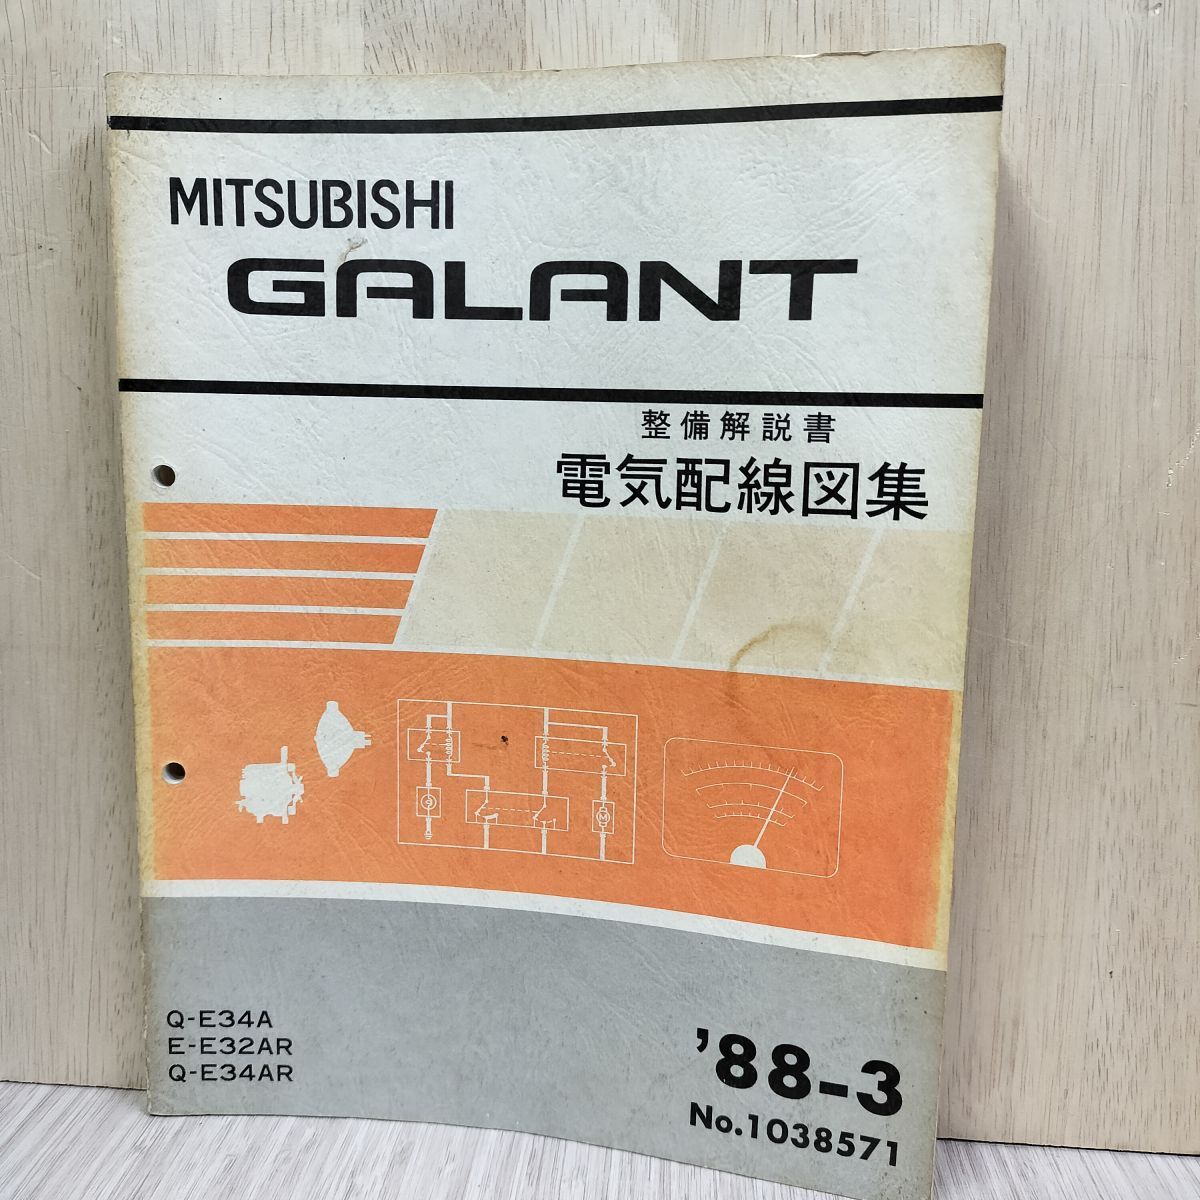 MITSUBISHI
GALANT
整備解説書
電気配線図集
M
Q-E34A
E-E32AR
Q-E34AR
'88-3
No.1038571